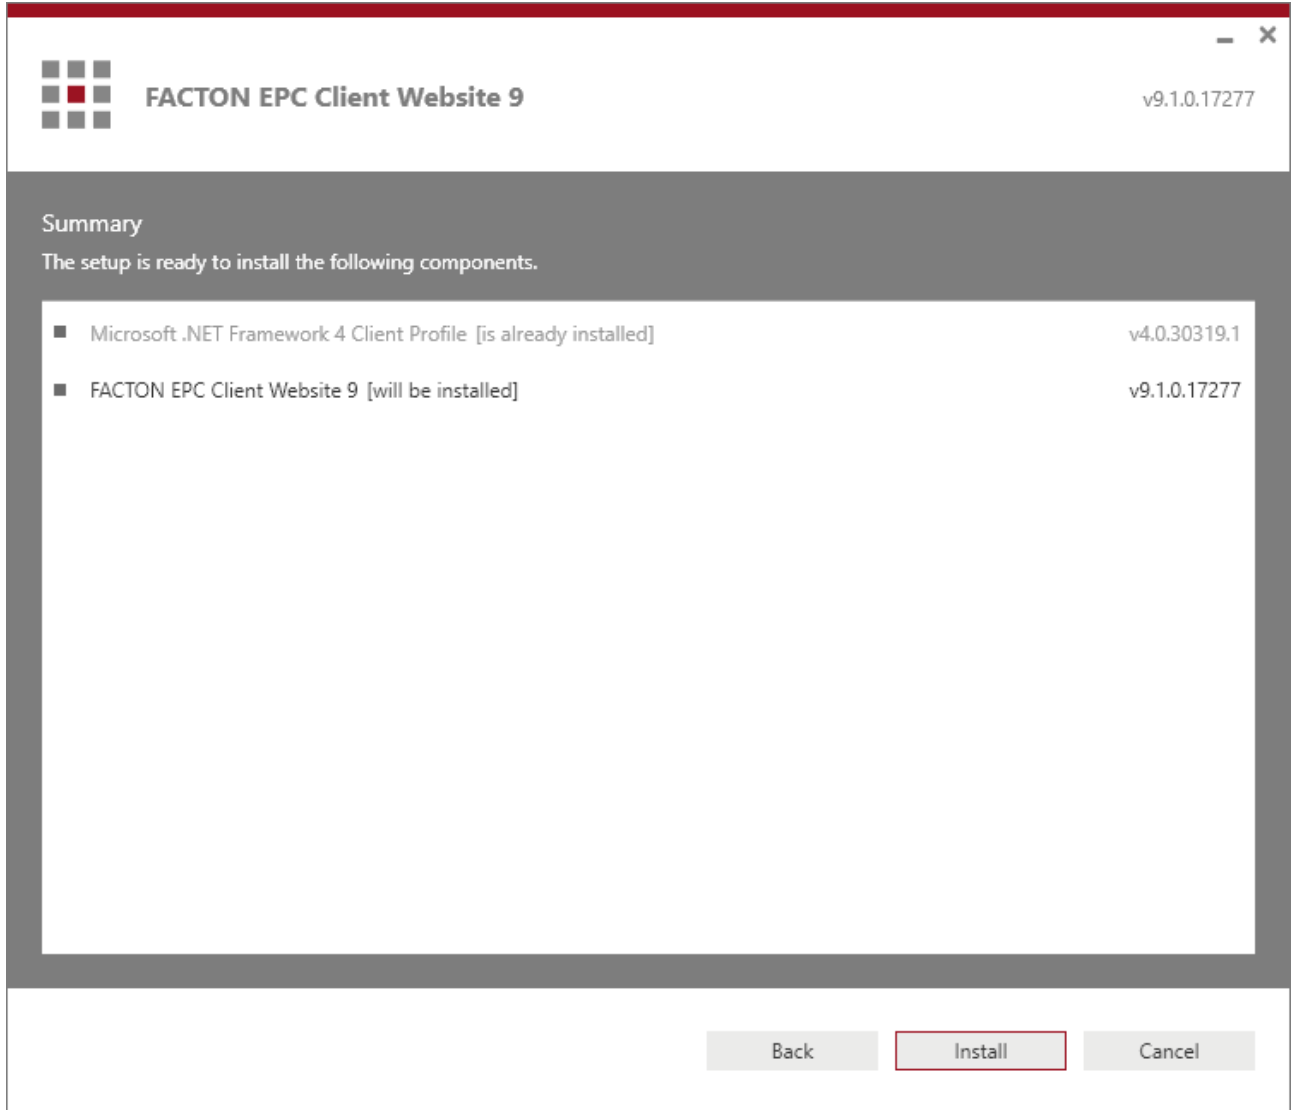 FACTON EPC Client Website 9
v9.1.0.17277
Summary
The setup is ready to install the following components.
Microsoft .NET Framework 4 Client Profile [is already installed] v4.0.30319.1
FACTON EPC Client Website 9 [will be installed] v9.1.0.17277
Back Install Cancel